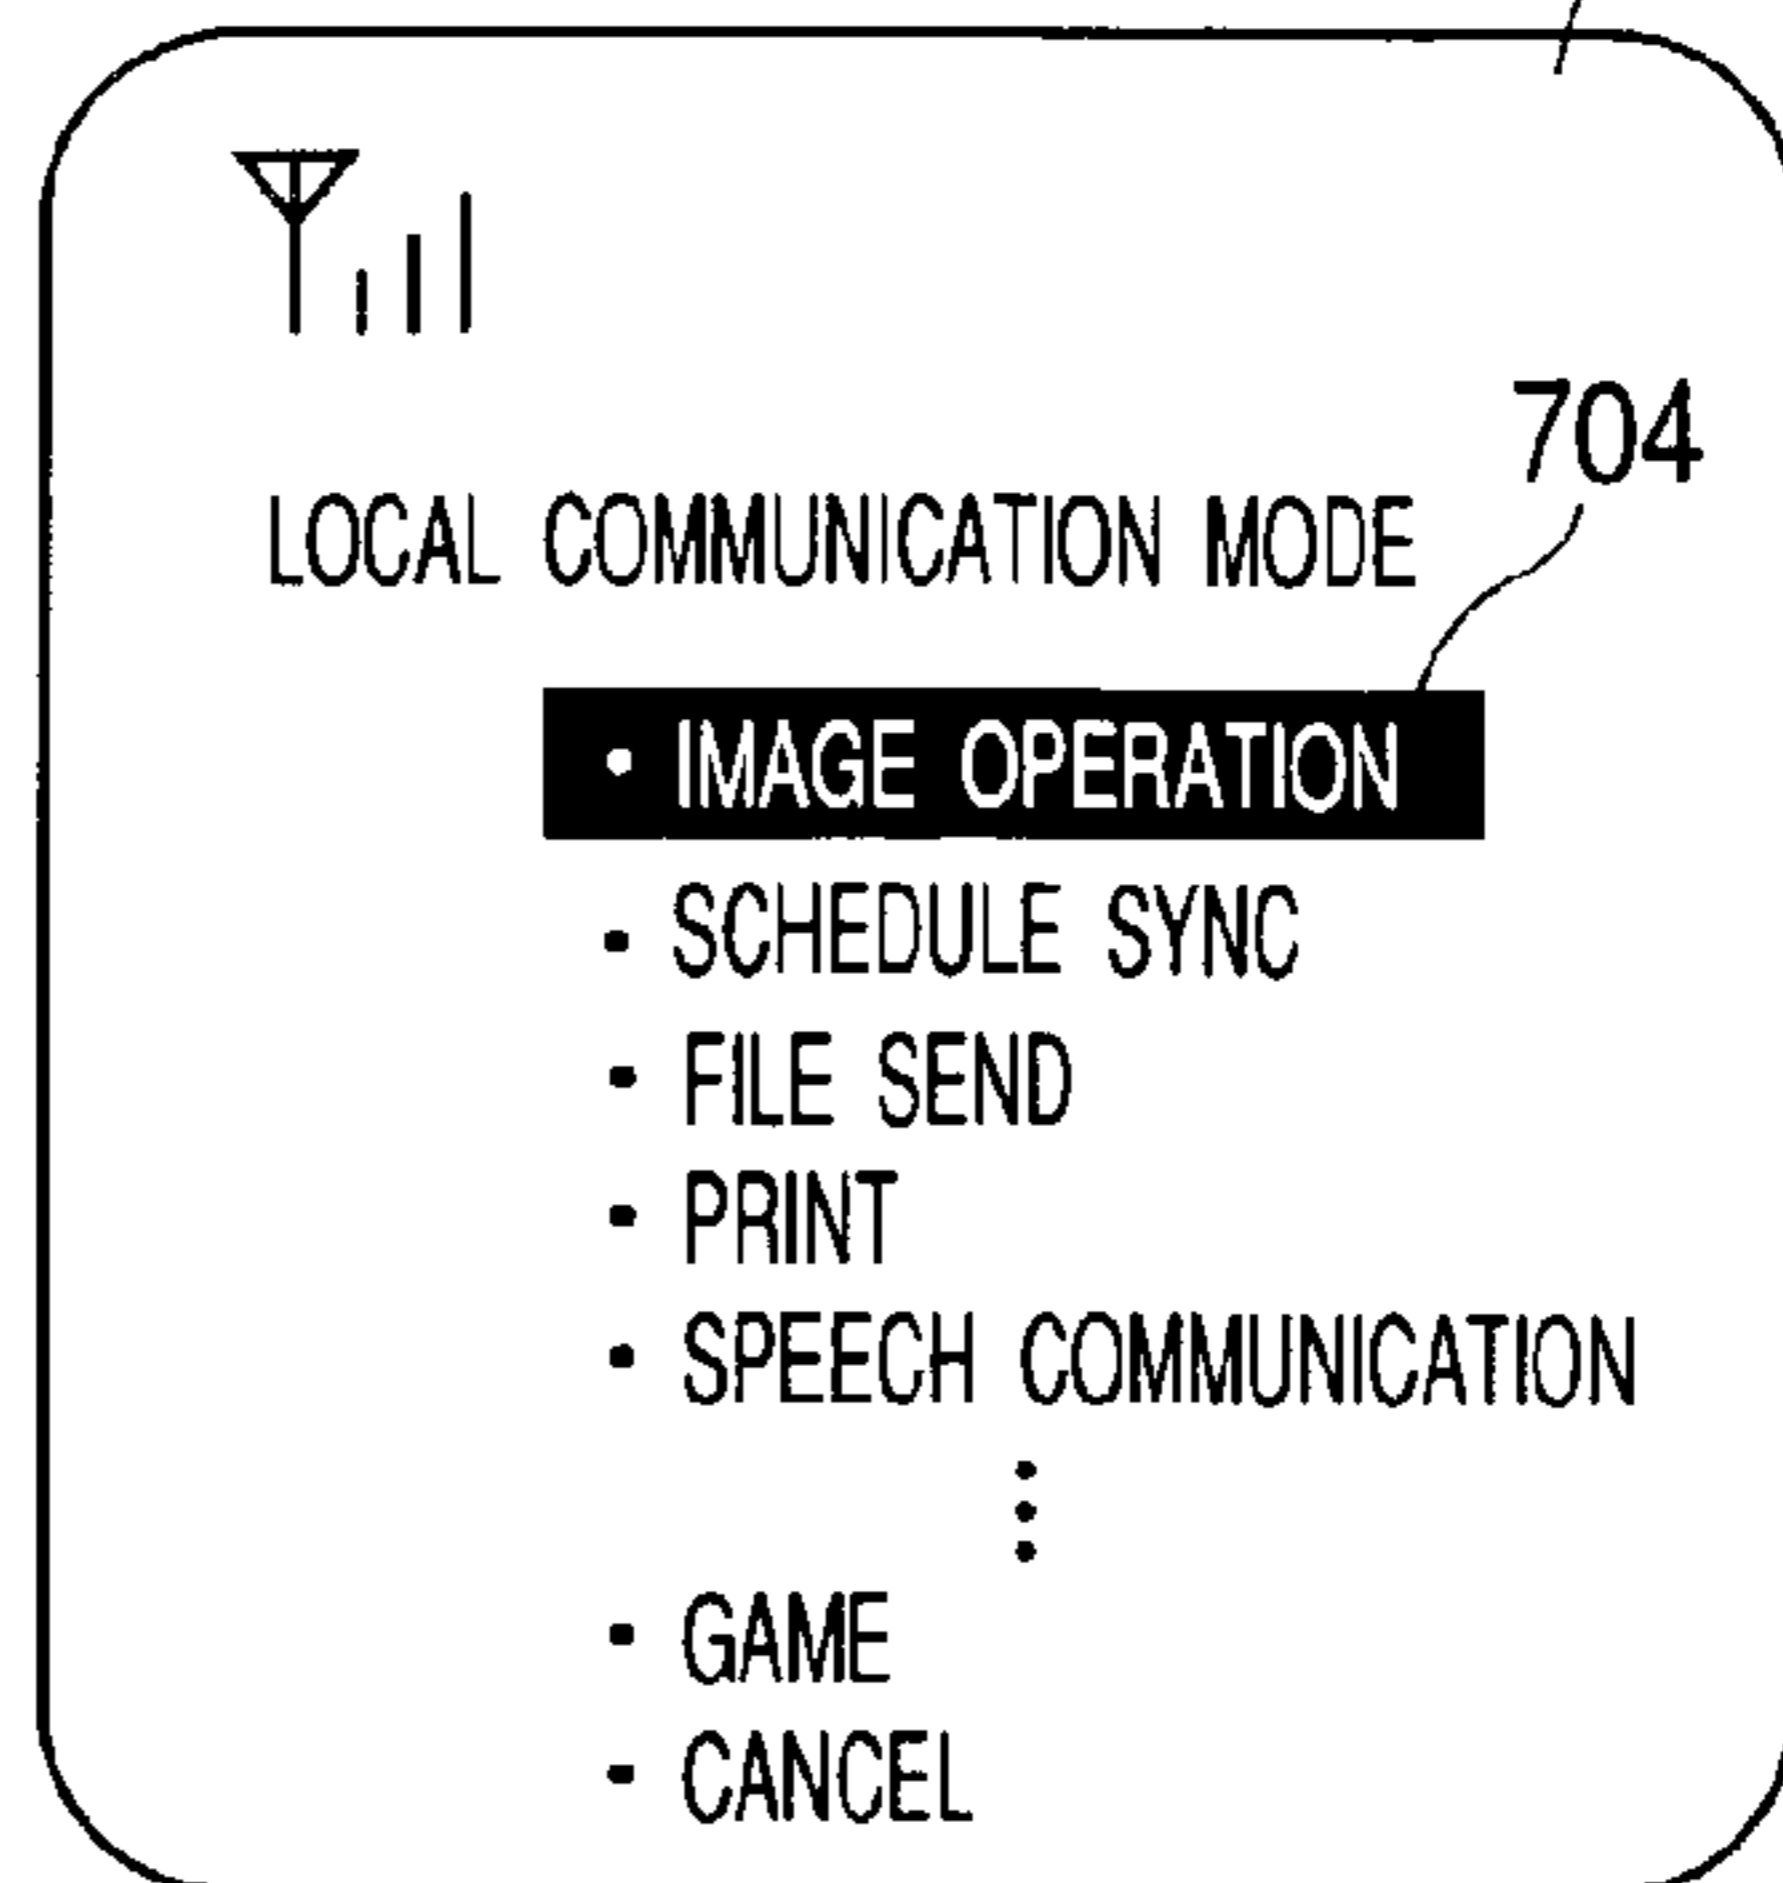 704
LOCAL COMMUNICATION MODE
• IMAGE OPERATION
• SCHEDULE SYNC
• FILE SEND
• PRINT
• SPEECH COMMUNICATION
• GAME
• CANCEL